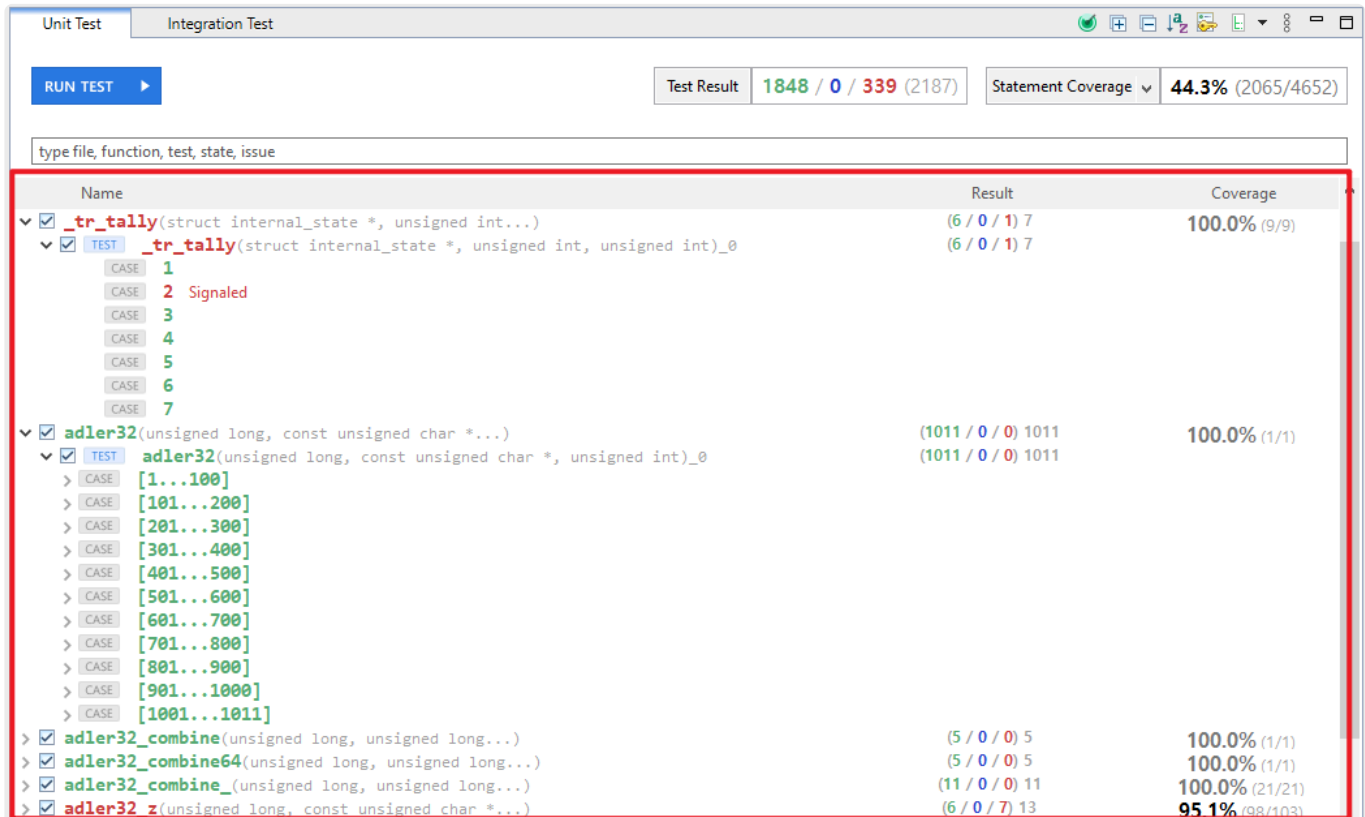 Unit Test Integration Test
RUN TEST Test Result 1848 / 0 / 339 (2187) Statement Coverage 44.3% (2065/4652)
type file, function, test, state, issue
Name Result Coverage
_tr_tally(struct internal_state *, unsigned int...) (6 / 0 / 1) 7 100.0% (9/9)
TEST _tr_tally(struct internal_state *, unsigned int, unsigned int)_0 (6 / 0 / 1) 7
CASE 1
CASE 2 Signaled
CASE 3
CASE 4
CASE 5
CASE 6
CASE 7
adler32(unsigned long, const unsigned char *...) (1011 / 0 / 0) 1011 100.0% (1/1)
TEST adler32(unsigned long, const unsigned char *, unsigned int)_0 (1011 / 0 / 0) 1011
CASE [1...100]
CASE [101...200]
CASE [201...300]
CASE [301...400]
CASE [401...500]
CASE [501...600]
CASE [601...700]
CASE [701...800]
CASE [801...900]
CASE [901...1000]
CASE [1001...1011]
adler32_combine(unsigned long, unsigned long...) (5 / 0 / 0) 5 100.0% (1/1)
adler32_combine64(unsigned long, unsigned long...) (5 / 0 / 0) 5 100.0% (1/1)
adler32_combine_(unsigned long, unsigned long...) (11 / 0 / 0) 11 100.0% (21/21)
adler32_z(unsigned long, const unsigned char *...) (6 / 0 / 7) 13 95.1% (98/103)